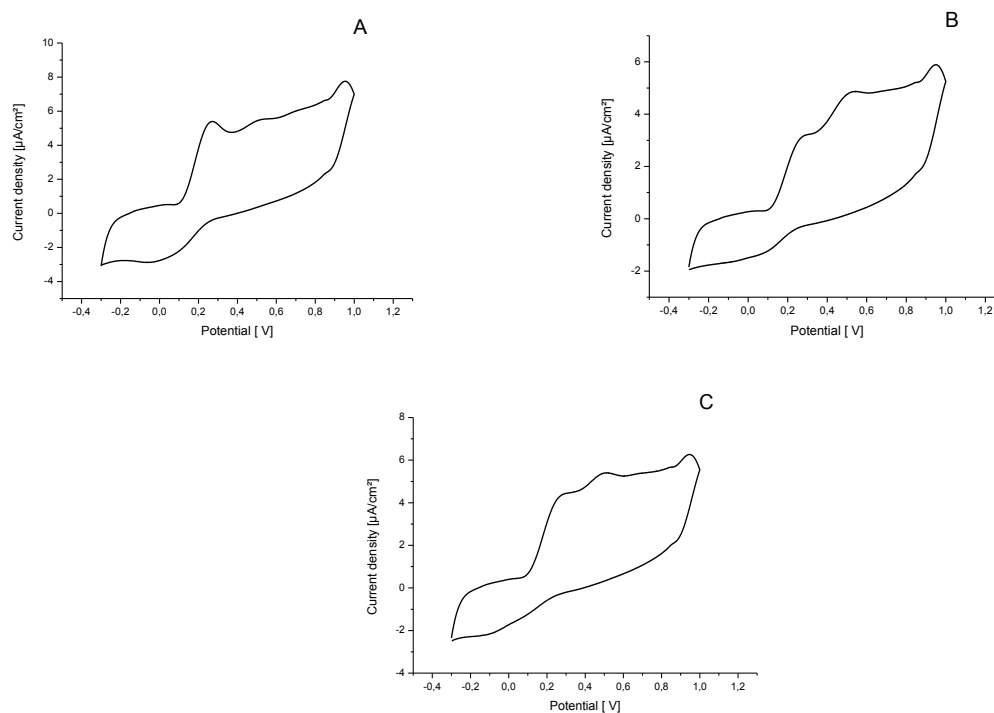 A
10
8
6
4
2
0
-2
-4
-0,4 -0,2 0,0 0,2 0,4 0,6 0,8 1,0 1,2
Potential [ V]
Current density [µA/cm²]
B
6
4
2
0
-2
-0,4 -0,2 0,0 0,2 0,4 0,6 0,8 1,0 1,2
Potential [ V]
Current density [µA/cm²]
C
8
6
4
2
0
-2
-4
-0,4 -0,2 0,0 0,2 0,4 0,6 0,8 1,0 1,2
Potential [ V]
Current density [µA/cm²]